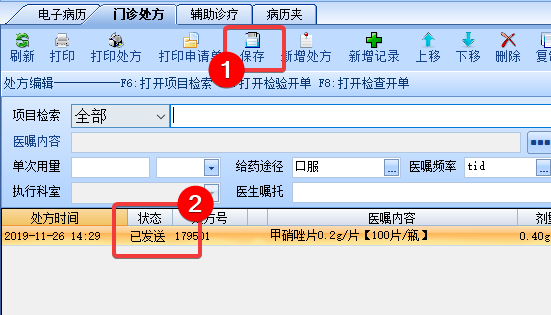 电子病历 门诊处方 辅助诊疗 病历夹
刷新 打印 打印处方 打印申请单 保存 新增处方 新增记录 上移 下移 删除
1
处方编辑————F6:打开项目检索 打开检验开单 F8:打开检查开单
项目检索 全部
医嘱内容
单次用量 给药途径 口服 ... 医嘱频率 tid ...
执行科室 医生嘱托
2
处方时间 状态 方号 医嘱内容 剂量
2019-11-26 14:29 已发送 179501 甲硝唑片0.2g/片【100片/瓶】 0.40g